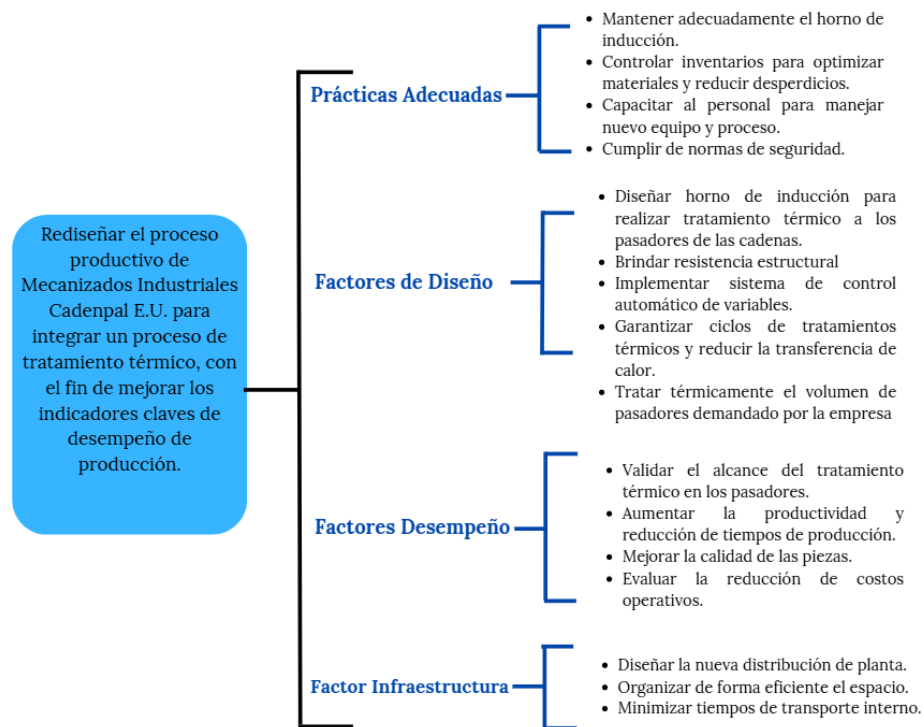 Rediseñar el proceso
productivo de
Mecanizados Industriales
Cadenpal E.U. para
integrar un proceso de
tratamiento térmico, con
el fin de mejorar los
indicadores claves de
desempeño de
producción.
Prácticas Adecuadas
• Mantener adecuadamente el horno de
inducción.
• Controlar inventarios para optimizar
materiales y reducir desperdicios.
• Capacitar al personal para manejar
nuevo equipo y proceso.
• Cumplir de normas de seguridad.
Factores de Diseño
• Diseñar horno de inducción para
realizar tratamiento térmico a los
pasadores de las cadenas.
• Brindar resistencia estructural
• Implementar sistema de control
automático de variables.
• Garantizar ciclos de tratamientos
térmicos y reducir la transferencia de
calor.
• Tratar térmicamente el volumen de
pasadores demandado por la empresa
Factores Desempeño
• Validar el alcance del tratamiento
térmico en los pasadores.
• Aumentar la productividad y
reducción de tiempos de producción.
• Mejorar la calidad de las piezas.
• Evaluar la reducción de costos
operativos.
Factor Infraestructura
• Diseñar la nueva distribución de planta.
• Organizar de forma eficiente el espacio.
• Minimizar tiempos de transporte interno.